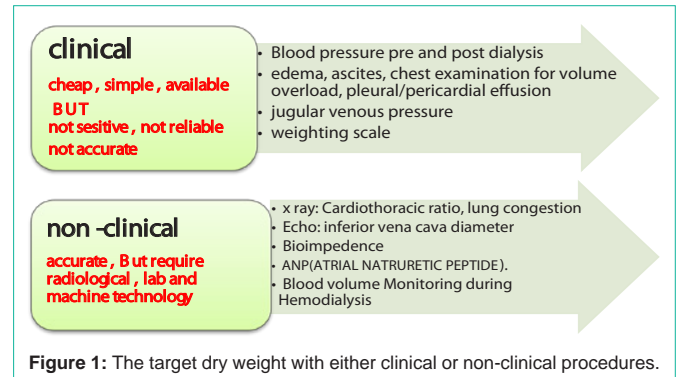 clinical
cheap , simple , available
BUT
not sesitive , not reliable
not accurate
• Blood pressure pre and post dialysis
• edema, ascites, chest examination for volume
overload, pleural/pericardial effusion
• jugular venous pressure
• weighting scale
non -clinical
accurate , But require
radiological , lab and
machine technology
• x ray: Cardiothoracic ratio, lung congestion
• Echo: inferior vena cava diameter
• Bioimpedence
• ANP(ATRIAL NATRURETIC PEPTIDE).
• Blood volume Monitoring during
Hemodialysis
Figure 1: The target dry weight with either clinical or non-clinical procedures.